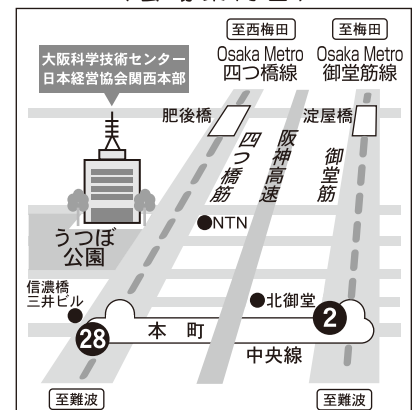 至西梅田
至梅田
Osaka Metro
四つ橋線
Osaka Metro
御堂筋線
大阪科学技術センター
日本経営協会関西本部
肥後橋
淀屋橋
四つ橋筋
阪神高速
御堂筋
●NTN
うつぼ
公園
信濃橋
三井ビル
●北御堂
2
28
本町
中央線
至難波
至難波